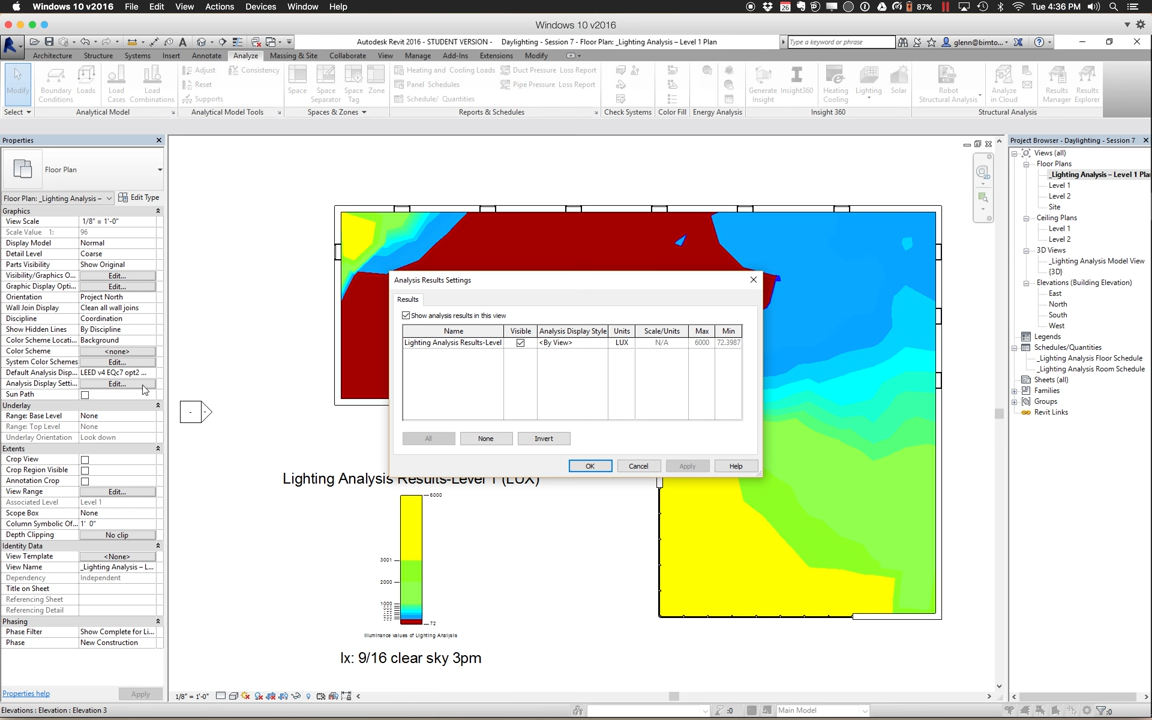 Windows 10 v2016 File Edit View Actions Devices Window Help 87% Tue 4:36 PM
Windows 10 v2016
Autodesk Revit 2016 - STUDENT VERSION - Daylighting - Session 7 - Floor Plan: _Lighting Analysis – Level 1 Plan Type a keyword or phrase glenn@bimto...
Architecture Structure Systems Insert Annotate Analyze Massing & Site Collaborate View Manage Add-Ins Extensions Modify
Adjust Consistency Heating and Cooling Loads Duct Pressure Loss Report
Reset Panel Schedules Pipe Pressure Loss Report
Supports Schedule/ Quantities
Modify Boundary Conditions Loads Load Cases Load Combinations Space Space Separator Space Tag Zone Generate Insight Insight360 Heating Cooling Lighting Solar Robot Structural Analysis Analyze in Cloud Results Manager Results Explorer
Select Analytical Model Analytical Model Tools Spaces & Zones Reports & Schedules Check Systems Color Fill Energy Analysis Insight 360 Structural Analysis
Properties
Floor Plan
Floor Plan: _Lighting Analysis – Edit Type
Graphics
View Scale 1/8" = 1'-0"
Scale Value 1: 96
Display Model Normal
Detail Level Coarse
Parts Visibility Show Original
Visibility/Graphics O... Edit...
Graphic Display Opti... Edit...
Orientation Project North
Wall Join Display Clean all wall joins
Discipline Coordination
Show Hidden Lines By Discipline
Color Scheme Locati... Background
Color Scheme <none>
System Color Schemes Edit...
Default Analysis Disp... LEED v4 EQc7 opt2 ...
Analysis Display Setti... Edit...
Sun Path
Underlay
Range: Base Level None
Range: Top Level None
Underlay Orientation Look down
Extents
Crop View
Crop Region Visible
Annotation Crop
View Range Edit...
Associated Level Level 1
Scope Box None
Column Symbolic Of... 1' 0"
Depth Clipping No clip
Identity Data
View Template <None>
View Name _Lighting Analysis – L...
Dependency Independent
Title on Sheet
Referencing Sheet
Referencing Detail
Phasing
Phase Filter Show Complete for Li...
Phase New Construction
Properties help Apply
Analysis Results Settings
Results
Show analysis results in this view
Name Visible Analysis Display Style Units Scale/Units Max Min
Lighting Analysis Results-Level <By View> LUX N/A 6000 72.3987
All None Invert
OK Cancel Apply Help
Lighting Analysis Results-Level 1 (LUX)
6000
3001
2000
1000
72
Illuminance values of Lighting Analysis
lx: 9/16 clear sky 3pm
Project Browser - Daylighting - Session 7
Views (all)
Floor Plans
_Lighting Analysis – Level 1 Plan
Level 1
Level 2
Site
Ceiling Plans
Level 1
Level 2
3D Views
_Lighting Analysis Model View
{3D}
Elevations (Building Elevation)
East
North
South
West
Legends
Schedules/Quantities
_Lighting Analysis Floor Schedule
_Lighting Analysis Room Schedule
Sheets (all)
Families
Groups
Revit Links
1/8" = 1'-0"
Elevations : Elevation : Elevation 3 :0 Main Model :0